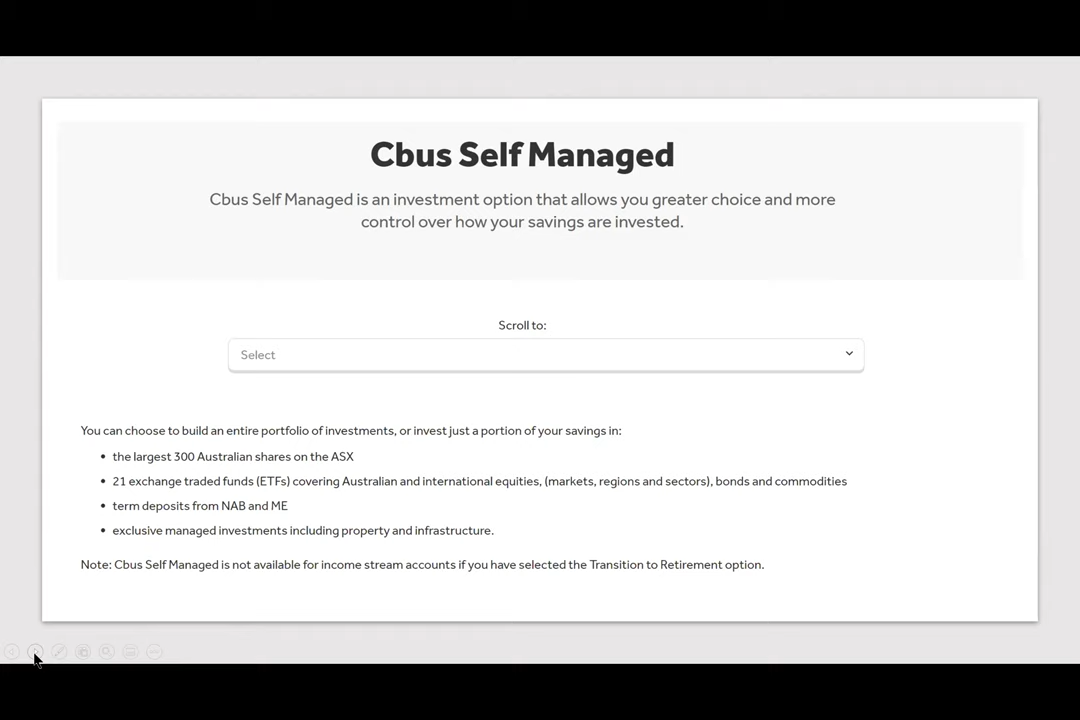 Cbus Self Managed
Cbus Self Managed is an investment option that allows you greater choice and more
control over how your savings are invested.
Scroll to:
Select
You can choose to build an entire portfolio of investments, or invest just a portion of your savings in:
• the largest 300 Australian shares on the ASX
• 21 exchange traded funds (ETFs) covering Australian and international equities, (markets, regions and sectors), bonds and commodities
• term deposits from NAB and ME
• exclusive managed investments including property and infrastructure.
Note: Cbus Self Managed is not available for income stream accounts if you have selected the Transition to Retirement option.